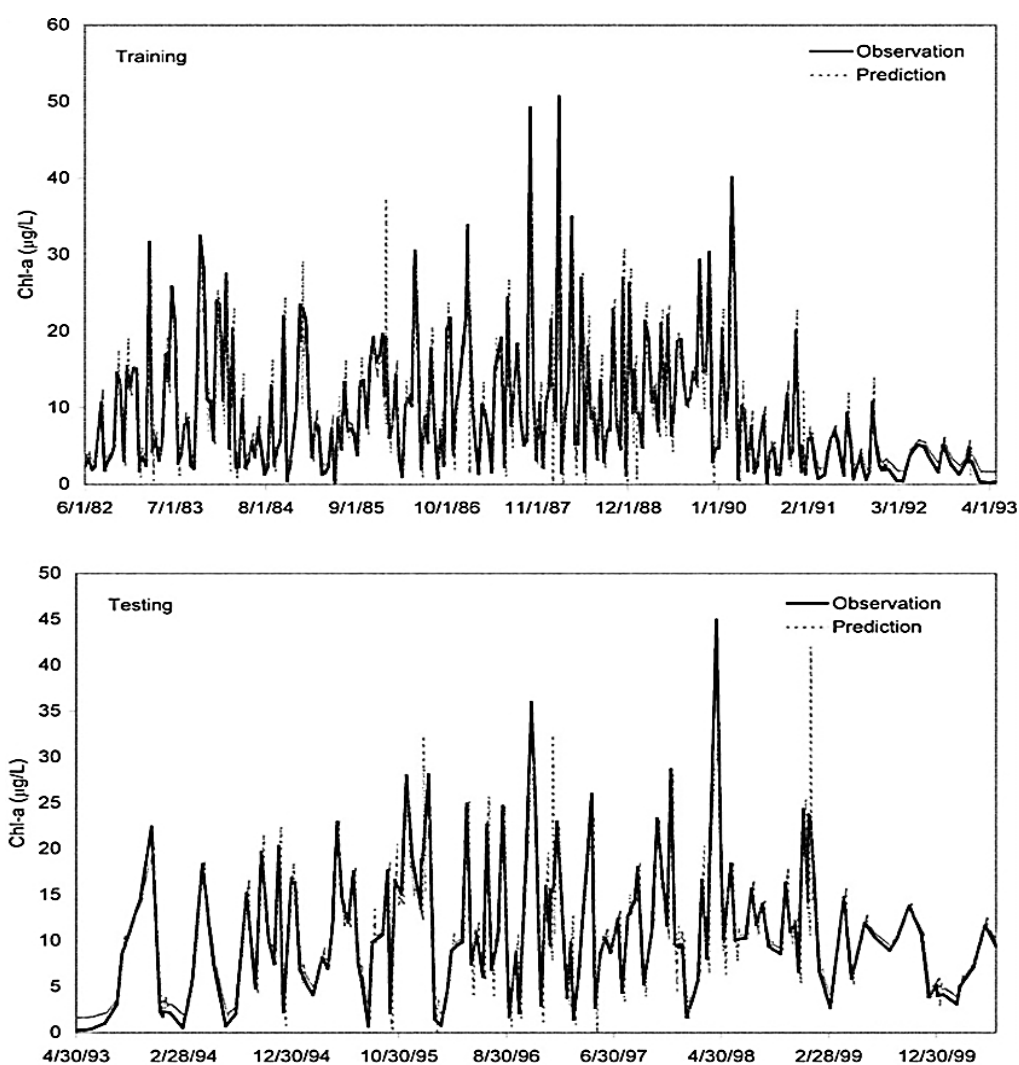 60
Training
Observation
Prediction
50
40
30
20
10
0
Chl-a (µg/L)
6/1/82 7/1/83 8/1/84 9/1/85 10/1/86 11/1/87 12/1/88 1/1/90 2/1/91 3/1/92 4/1/93
50
Testing
Observation
Prediction
45
40
35
30
25
20
15
10
5
0
Chl-a (µg/L)
4/30/93 2/28/94 12/30/94 10/30/95 8/30/96 6/30/97 4/30/98 2/28/99 12/30/99